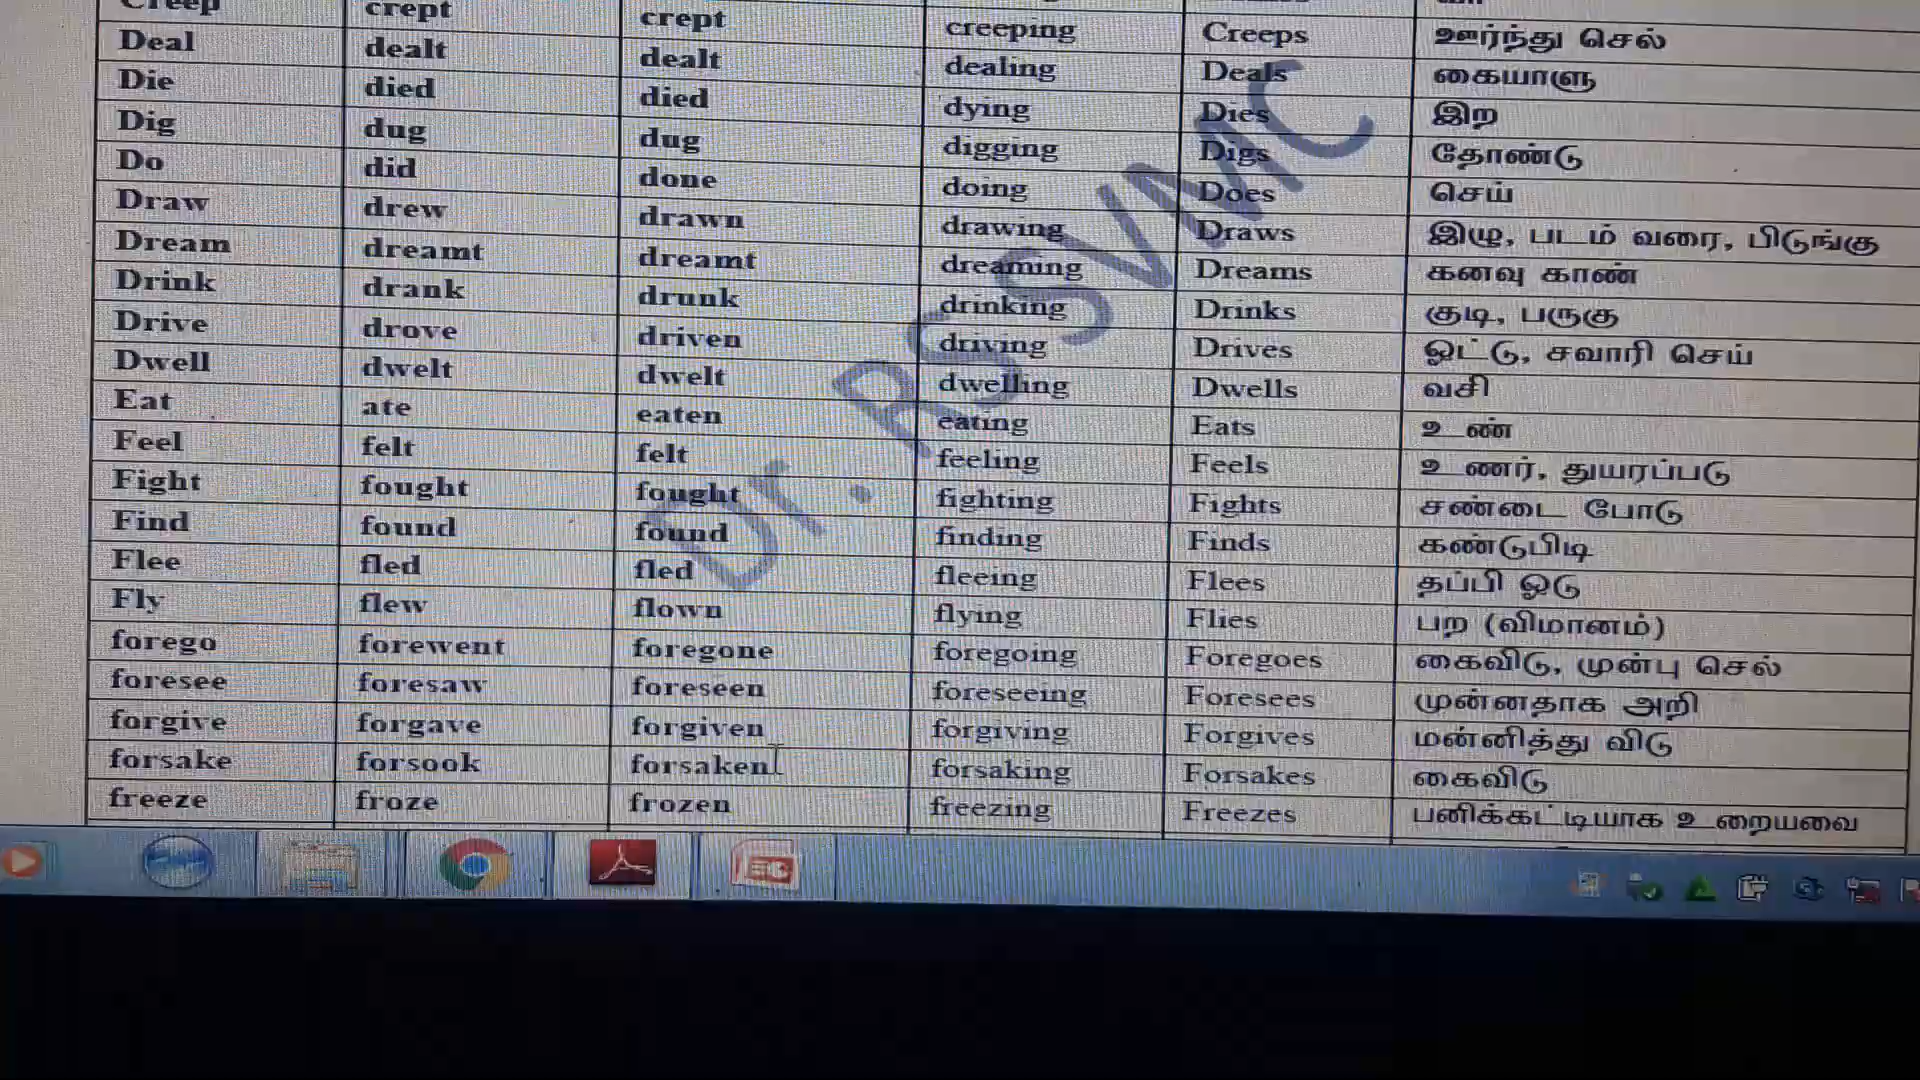 Creep crept crept creeping Creeps ஊர்ந்து செல்
Deal dealt dealt dealing Deals கையாளு
Die died died dying Dies இற
Dig dug dug digging Digs தோண்டு
Do did done doing Does செய்
Draw drew drawn drawing Draws இழு, படம் வரை, பிடுங்கு
Dream dreamt dreamt dreaming Dreams கனவு காண்
Drink drank drunk drinking Drinks குடி, பருகு
Drive drove driven driving Drives ஓட்டு, சவாரி செய்
Dwell dwelt dwelt dwelling Dwells வசி
Eat ate eaten eating Eats உண்
Feel felt felt feeling Feels உணர், துயரப்படு
Fight fought fought fighting Fights சண்டை போடு
Find found found finding Finds கண்டுபிடி
Flee fled fled fleeing Flees தப்பி ஓடு
Fly flew flown flying Flies பற (விமானம்)
forego forewent foregone foregoing Foregoes கைவிடு, முன்பு செல்
foresee foresaw foreseen foreseeing Foresees முன்னதாக அறி
forgive forgave forgiven forgiving Forgives மன்னித்து விடு
forsake forsook forsaken forsaking Forsakes கைவிடு
freeze froze frozen freezing Freezes பனிக்கட்டியாக உறையவை
Dr. RS SVMC